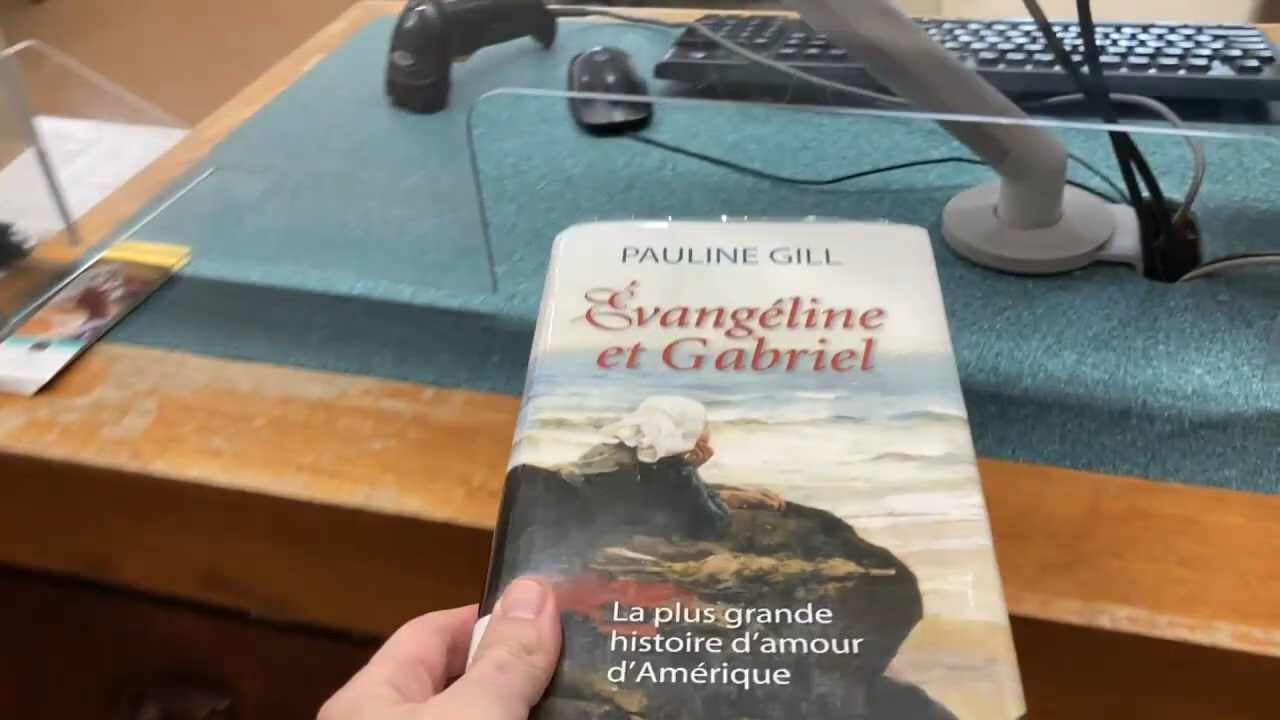 PAULINE GILL
Évangéline
et Gabriel
La plus grande
histoire d'amour
d'Amérique